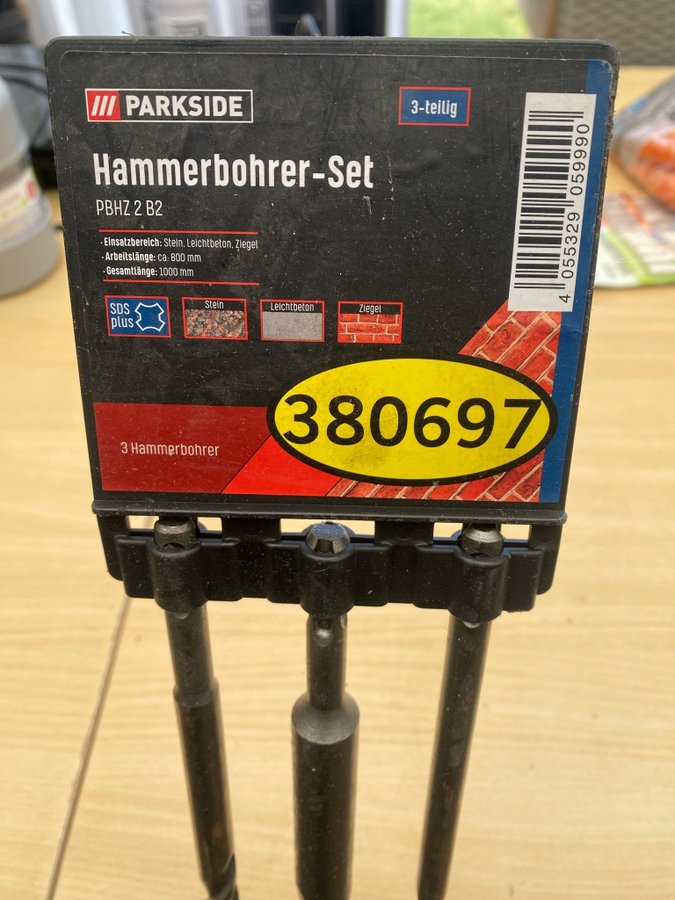 PARKSIDE
3-teilig
Hammerbohrer-Set
PBHZ 2 B2
· Einsatzbereich: Stein, Leichtbeton, Ziegel
· Arbeitslänge: ca. 800 mm
· Gesamtlänge: 1000 mm
SDS
plus
Stein
Leichtbeton
Ziegel
4 055329 059990
380697
3 Hammerbohrer